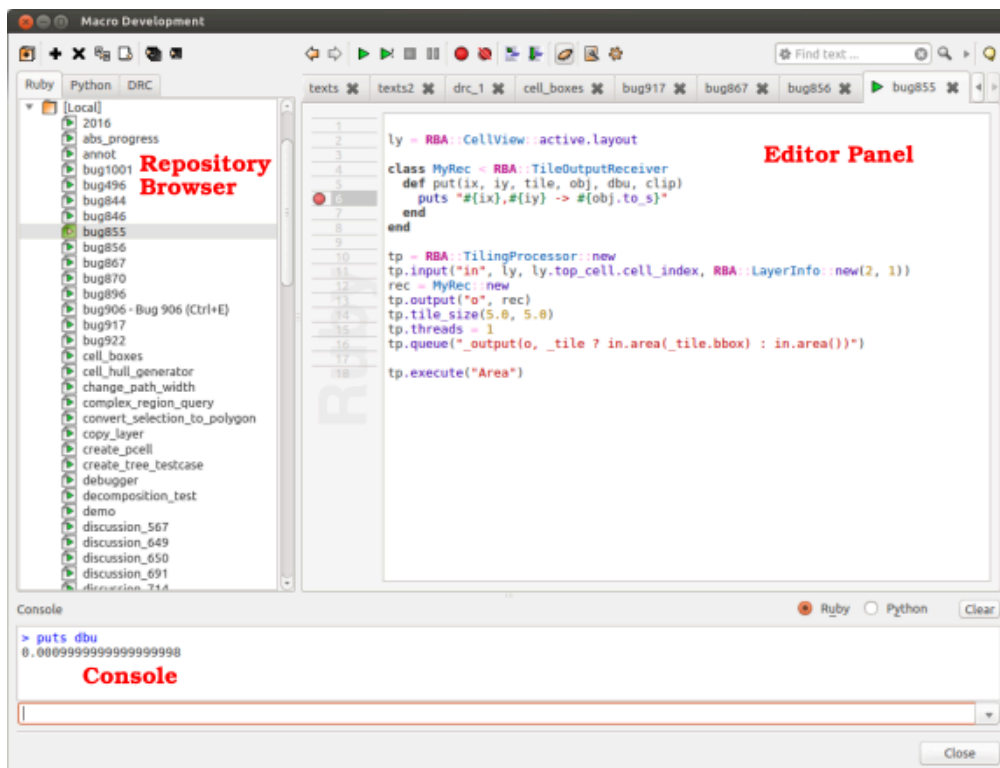 Macro Development
Find text ...
Ruby Python DRC
texts texts2 drc_1 cell_boxes bug917 bug867 bug856 bug855
[Local]
2016
abs_progress
annot
bug1001
bug496
bug844
bug846
bug855
bug856
bug867
bug870
bug896
bug906 - Bug 906 (Ctrl+E)
bug917
bug922
cell_boxes
cell_hull_generator
change_path_width
complex_region_query
convert_selection_to_polygon
copy_layer
create_pcell
create_tree_testcase
debugger
decomposition_test
demo
discussion_567
discussion_649
discussion_650
discussion_691
discussion_714
Repository
Browser
Editor Panel
1
2 ly = RBA::CellView::active.layout
3
4 class MyRec < RBA::TileOutputReceiver
5 def put(ix, iy, tile, obj, dbu, clip)
6 puts "#{ix},#{iy} -> #{obj.to_s}"
7 end
8 end
9
10 tp = RBA::TilingProcessor::new
11 tp.input("in", ly, ly.top_cell.cell_index, RBA::LayerInfo::new(2, 1))
12 rec = MyRec::new
13 tp.output("o", rec)
14 tp.tile_size(5.0, 5.0)
15 tp.threads = 1
16 tp.queue("_output(o, _tile ? in.area(_tile.bbox) : in.area())")
17
18 tp.execute("Area")
Ruby
Console
Ruby Python Clear
> puts dbu
0.0009999999999999998
Console
Close